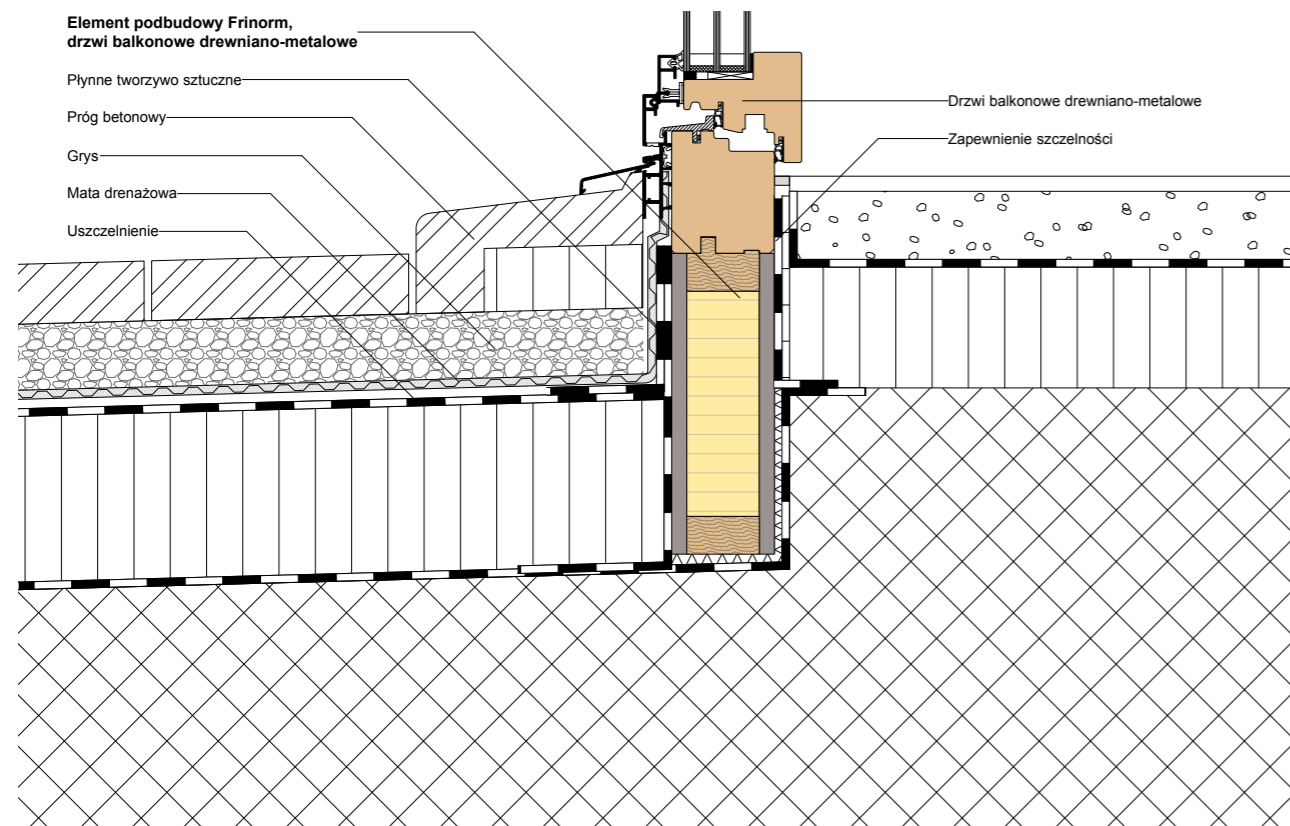 Element podbudowy Frinorm,
drzwi balkonowe drewniano-metalowe
Płynne tworzywo sztuczne
Próg betonowy
Grys
Mata drenażowa
Uszczelnienie
Drzwi balkonowe drewniano-metalowe
Zapewnienie szczelności